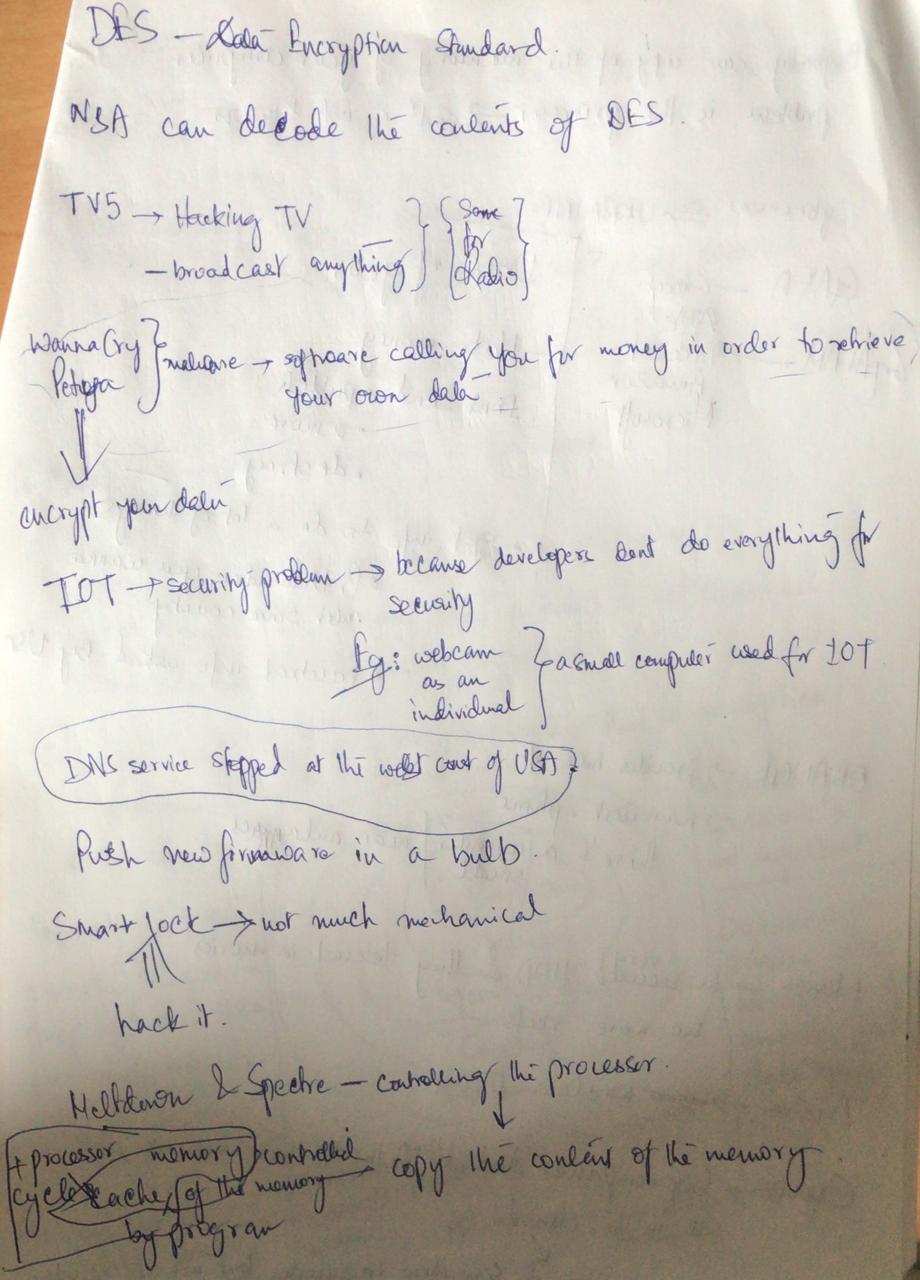 DES — Data Encryption Standard.
NSA can decode the contents of DES.
TV5 → Hacking TV
— broadcast anything
Same
for
Radio
WannaCry
Petya
malware → software calling you for money in order to retrieve
your own data
encrypt your data
IOT → security problem → because developers dont do everything for
security
Eg: webcam
as an
individual
a small computer used for IOT
DNS service stopped at the west coast of USA.
Push new firmware in a bulb.
Smart lock → not much mechanical
hack it.
Meltdown & Spectre — controlling the processor.
+ processor memory controlled
cycles cache of the memory
by program
copy the content of the memory